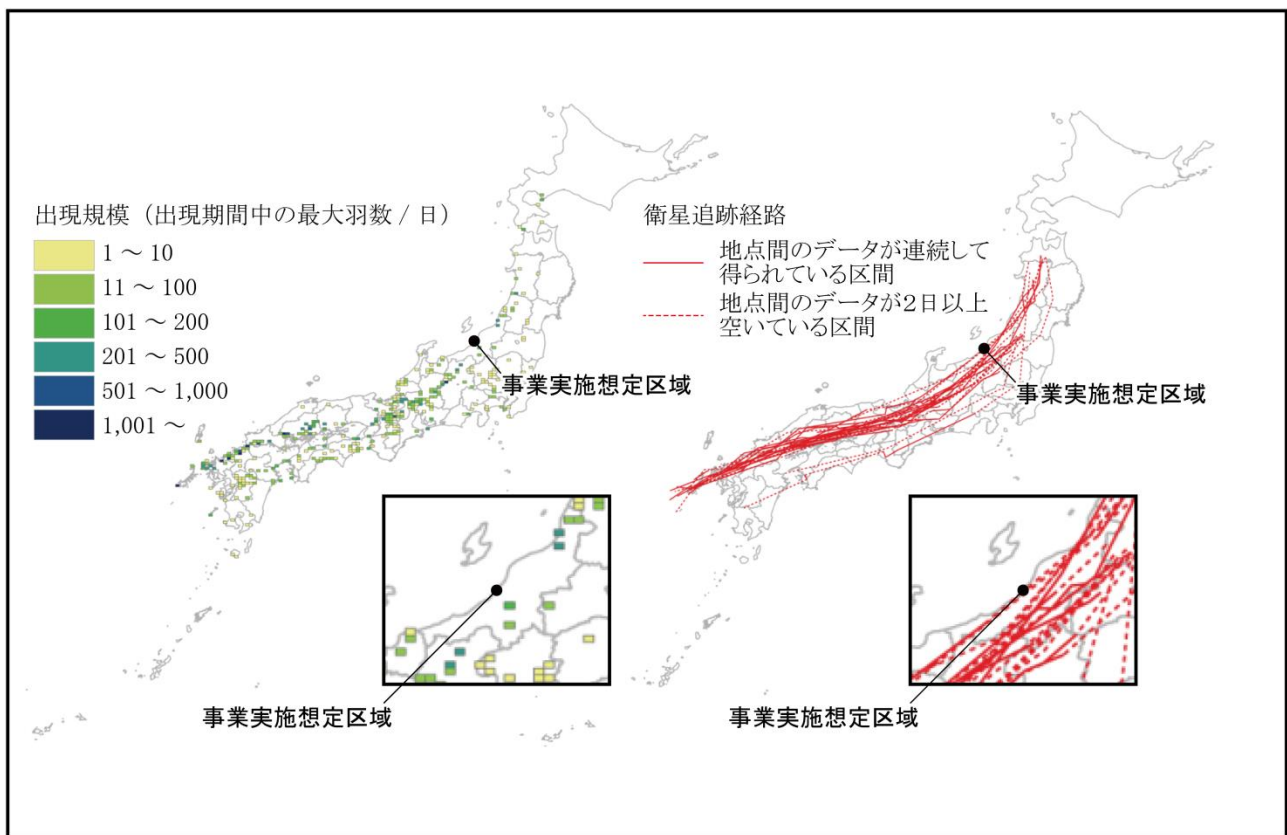 出現規模（出現期間中の最大羽数 / 日）
1 ～ 10
11 ～ 100
101 ～ 200
201 ～ 500
501 ～ 1,000
1,001 ～
事業実施想定区域
事業実施想定区域
衛星追跡経路
地点間のデータが連続して
得られている区間
地点間のデータが2日以上
空いている区間
事業実施想定区域
事業実施想定区域